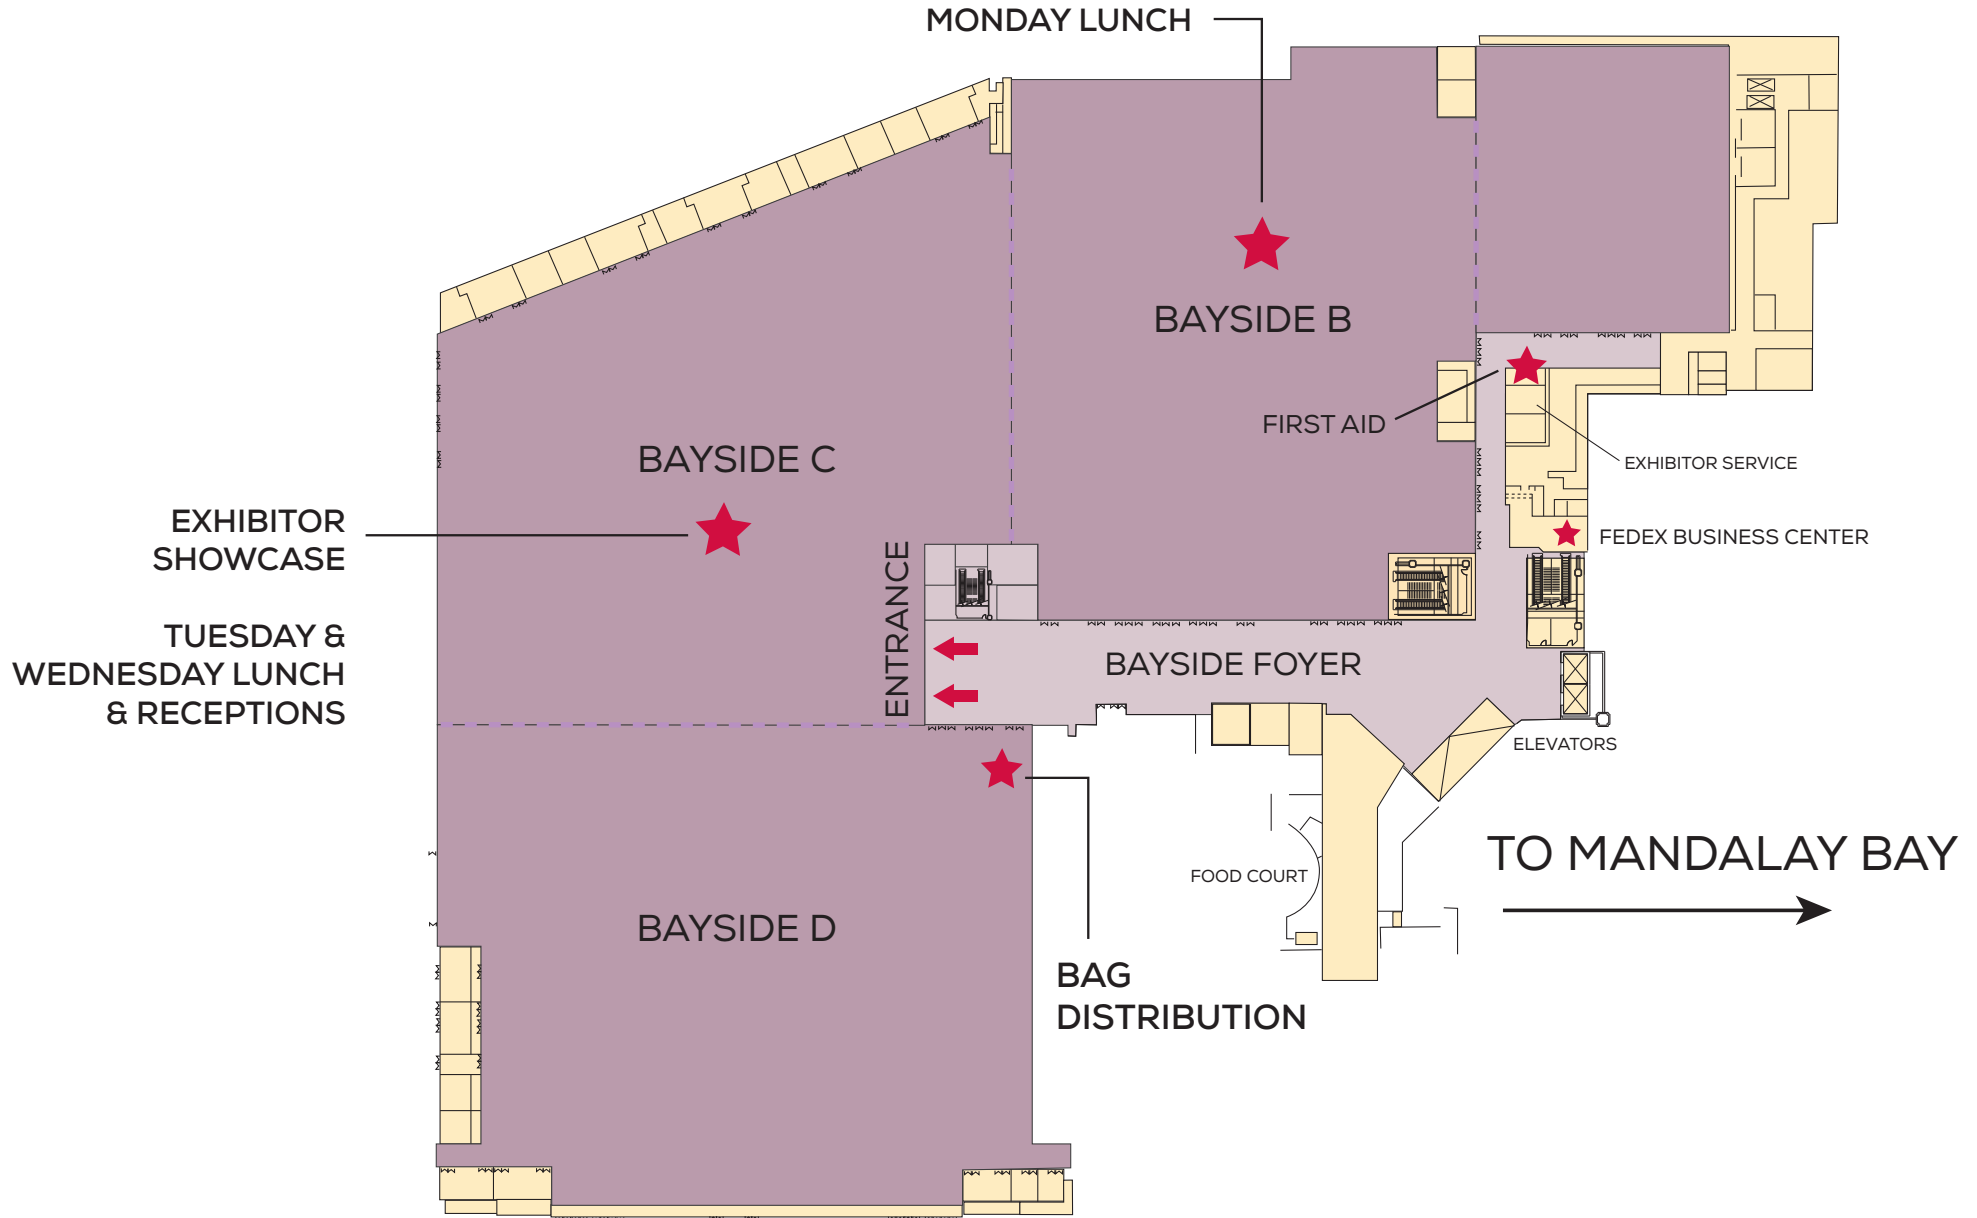 MONDAY LUNCH
BAYSIDE B
FIRST AID
BAYSIDE C
EXHIBITOR SERVICE
EXHIBITOR
SHOWCASE
FEDEX BUSINESS CENTER
TUESDAY &
WEDNESDAY LUNCH
& RECEPTIONS
ENTRANCE
BAYSIDE FOYER
ELEVATORS
TO MANDALAY BAY
FOOD COURT
BAYSIDE D
BAG
DISTRIBUTION